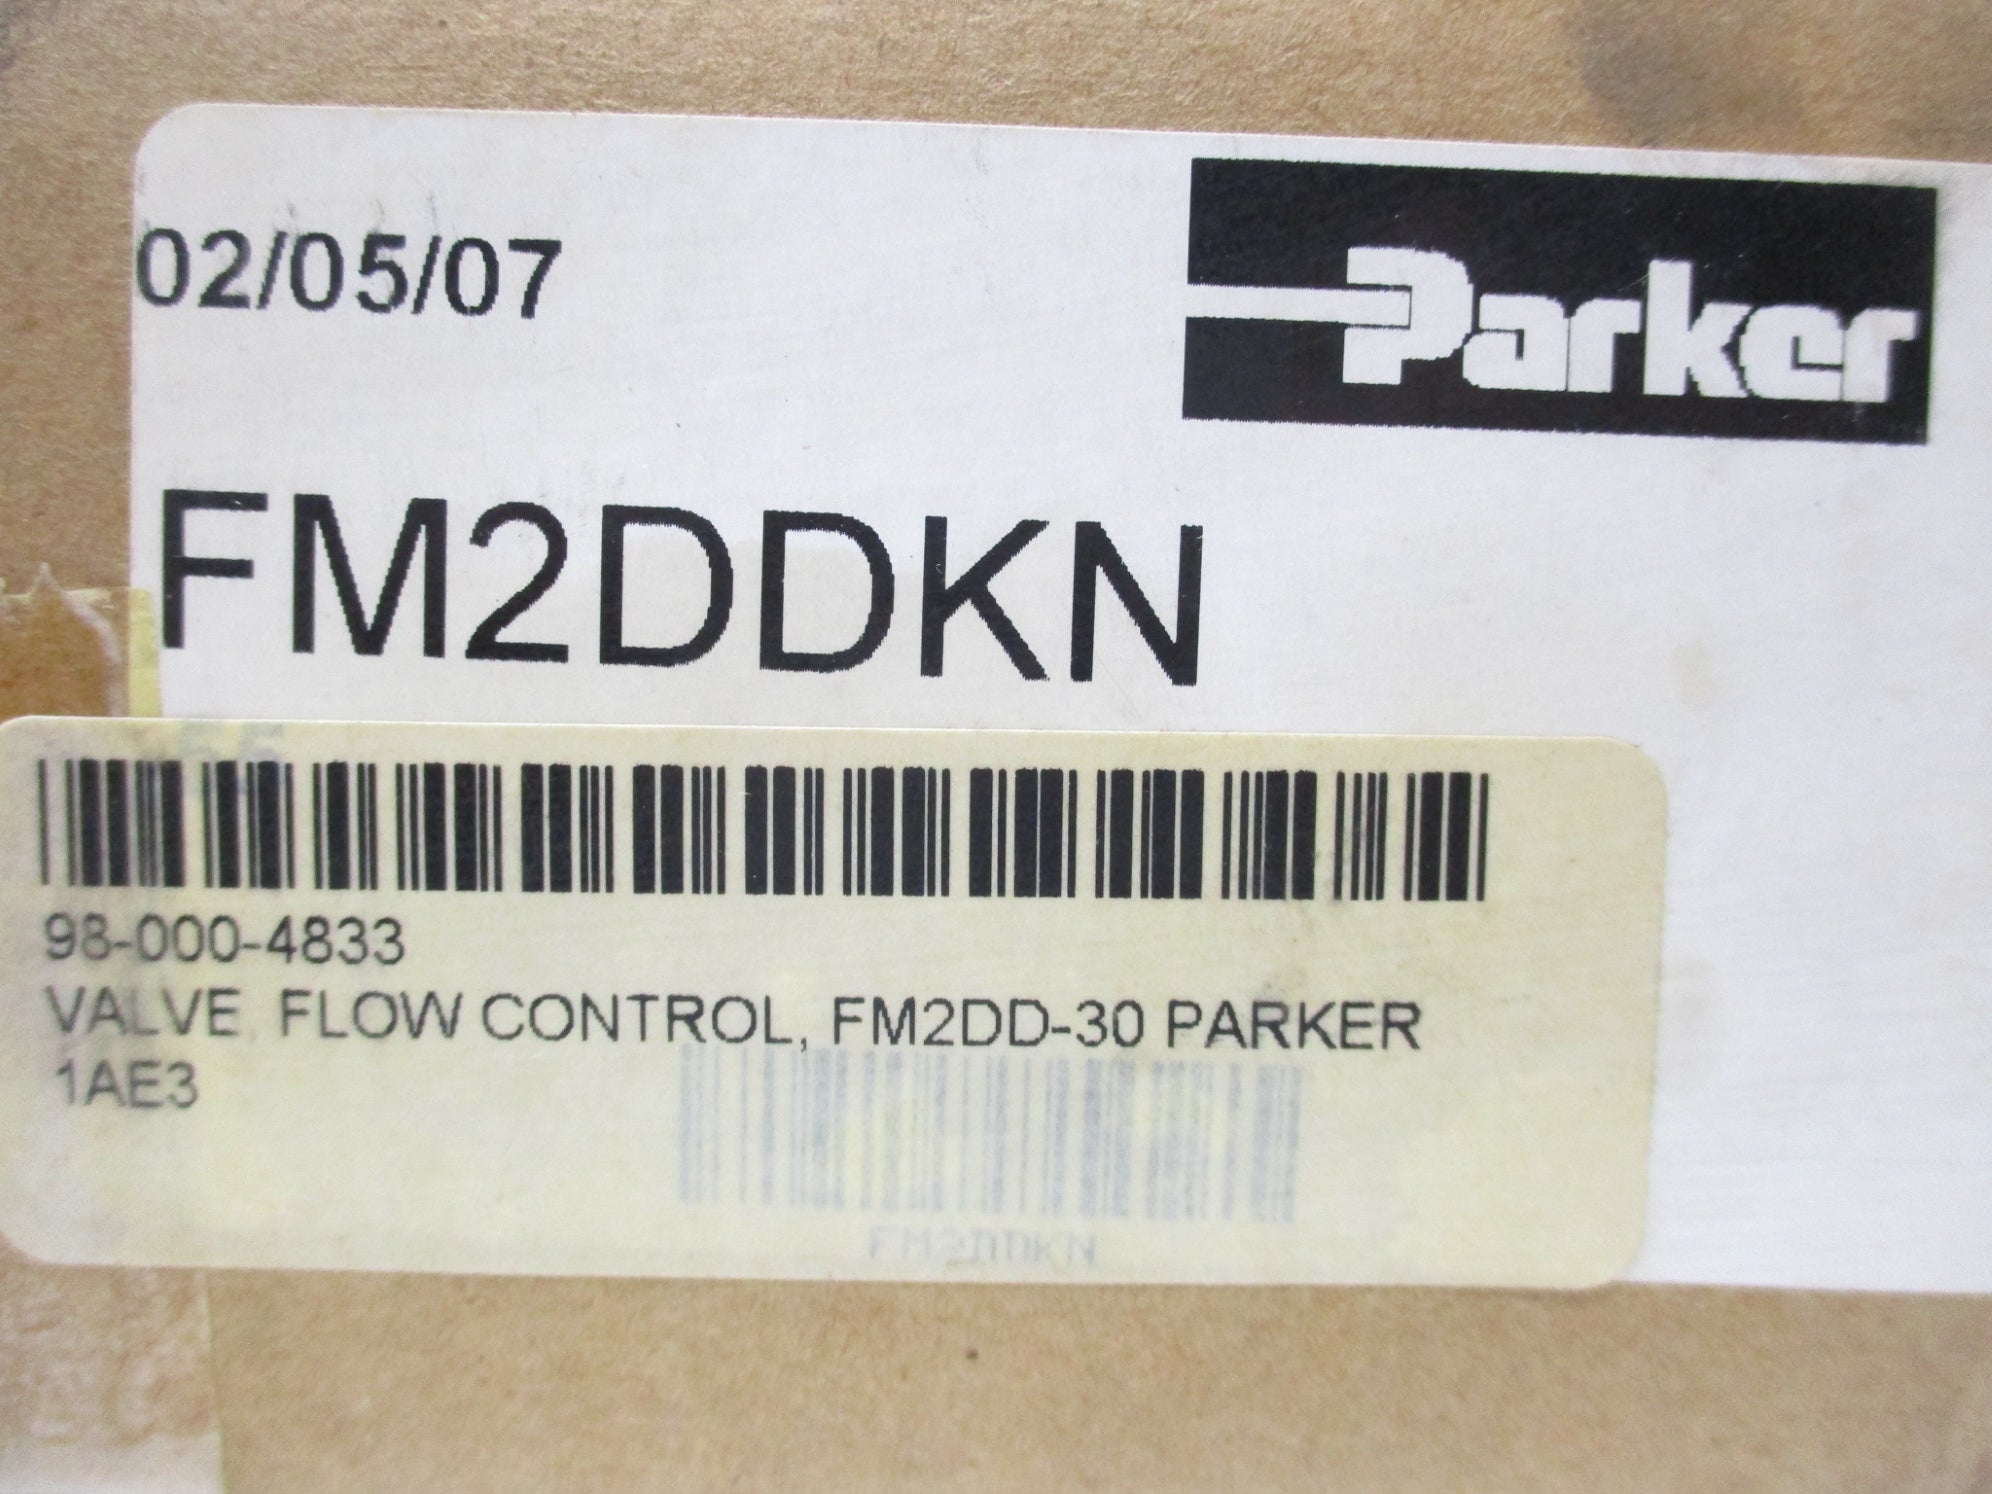 02/05/07
Parker
FM2DDKN
98-000-4833
VALVE, FLOW CONTROL, FM2DD-30 PARKER
1AE3
FM2DDKN